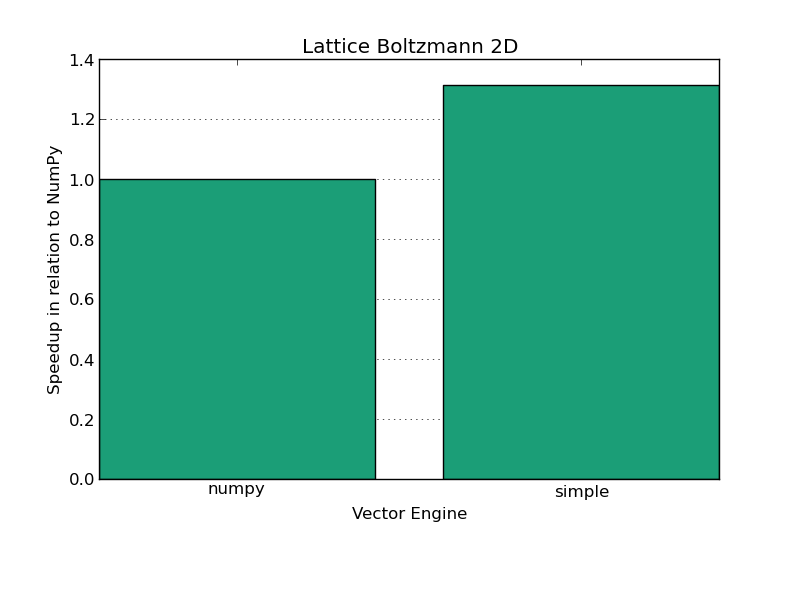 Lattice Boltzmann 2D
1.4
1.2
1.0
0.8
0.6
0.4
0.2
0.0
Speedup in relation to NumPy
numpy
simple
Vector Engine